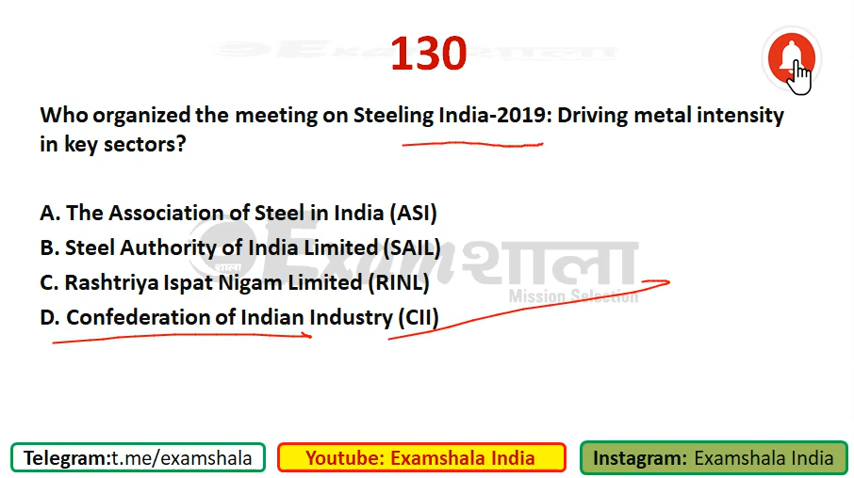 130
Who organized the meeting on Steeling India-2019: Driving metal intensity
in key sectors?
A. The Association of Steel in India (ASI)
B. Steel Authority of India Limited (SAIL)
C. Rashtriya Ispat Nigam Limited (RINL)
D. Confederation of Indian Industry (CII)
शाला
Examशाला
Mission Selection
Telegram:t.me/examshala
Youtube: Examshala India
Instagram: Examshala India